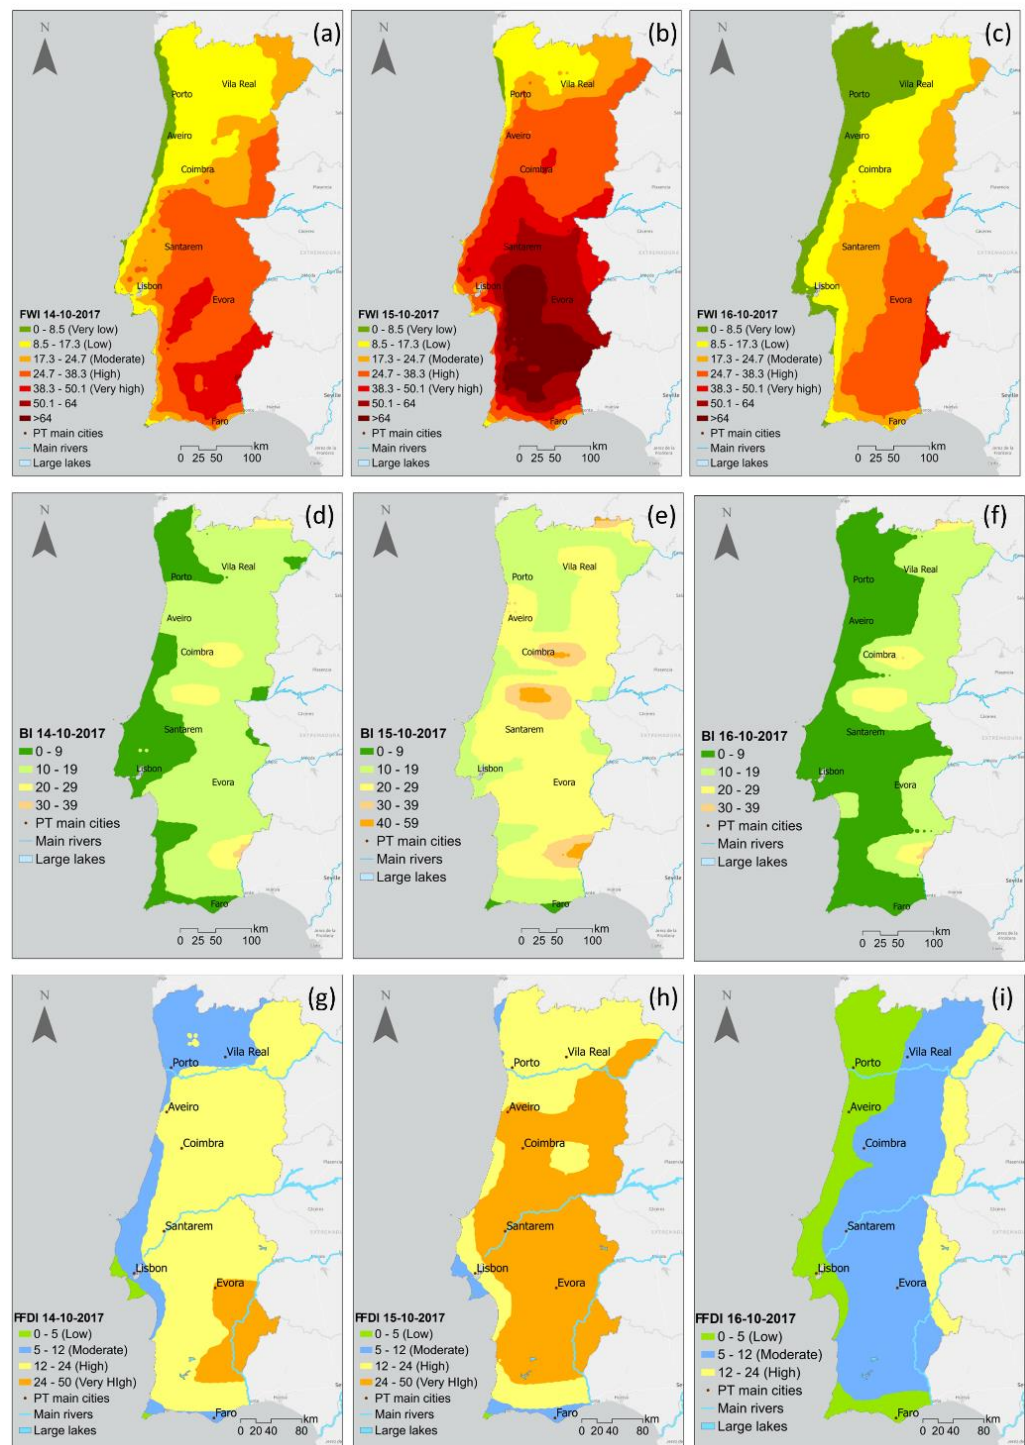 N
(a)
Porto
Vila Real
Aveiro
Coimbra
Santarem
Lisbon
Evora
Faro
Plasencia
Cáceres
EXTREMADURA
Seville
Huelva
FWI 14-10-2017
0 - 8.5 (Very low)
8.5 - 17.3 (Low)
17.3 - 24.7 (Moderate)
24.7 - 38.3 (High)
38.3 - 50.1 (Very high)
50.1 - 64
>64
PT main cities
Main rivers
Large lakes
km
0 25 50 100
N
(b)
Porto
Vila Real
Aveiro
Coimbra
Santarem
Lisbon
Evora
Faro
Seville
FWI 15-10-2017
0 - 8.5 (Very low)
8.5 - 17.3 (Low)
17.3 - 24.7 (Moderate)
24.7 - 38.3 (High)
38.3 - 50.1 (Very high)
50.1 - 64
>64
PT main cities
Main rivers
Large lakes
km
0 25 50 100
N
(c)
Porto
Vila Real
Aveiro
Coimbra
Santarem
Lisbon
Evora
Faro
EXTREMADURA
Seville
FWI 16-10-2017
0 - 8.5 (Very low)
8.5 - 17.3 (Low)
17.3 - 24.7 (Moderate)
24.7 - 38.3 (High)
38.3 - 50.1 (Very high)
50.1 - 64
>64
PT main cities
Main rivers
Large lakes
km
0 25 50 100
N
(d)
Porto
Vila Real
Aveiro
Coimbra
Santarem
Lisbon
Evora
Faro
Seville
BI 14-10-2017
0 - 9
10 - 19
20 - 29
30 - 39
PT main cities
Main rivers
Large lakes
km
0 25 50 100
N
(e)
Porto
Vila Real
Aveiro
Coimbra
Santarem
Lisbon
Evora
Faro
Seville
BI 15-10-2017
0 - 9
10 - 19
20 - 29
30 - 39
40 - 59
PT main cities
Main rivers
Large lakes
km
0 25 50 100
N
(f)
Porto
Vila Real
Aveiro
Coimbra
Santarem
Lisbon
Evora
Faro
EXTREMADURA
Seville
BI 16-10-2017
0 - 9
10 - 19
20 - 29
30 - 39
PT main cities
Main rivers
Large lakes
km
0 25 50 100
N
(g)
Porto
Vila Real
Aveiro
Coimbra
Santarem
Lisbon
Evora
Faro
FFDI 14-10-2017
0 - 5 (Low)
5 - 12 (Moderate)
12 - 24 (High)
24 - 50 (Very HIgh)
PT main cities
Main rivers
Large lakes
km
0 20 40 80
N
(h)
Porto
Vila Real
Aveiro
Coimbra
Santarem
Lisbon
Evora
Faro
FFDI 15-10-2017
0 - 5 (Low)
5 - 12 (Moderate)
12 - 24 (High)
24 - 50 (Very HIgh)
PT main cities
Main rivers
Large lakes
km
0 20 40 80
N
(i)
Porto
Vila Real
Aveiro
Coimbra
Santarem
Lisbon
Evora
Faro
FFDI 16-10-2017
0 - 5 (Low)
5 - 12 (Moderate)
12 - 24 (High)
PT main cities
Main rivers
Large lakes
km
0 20 40 80